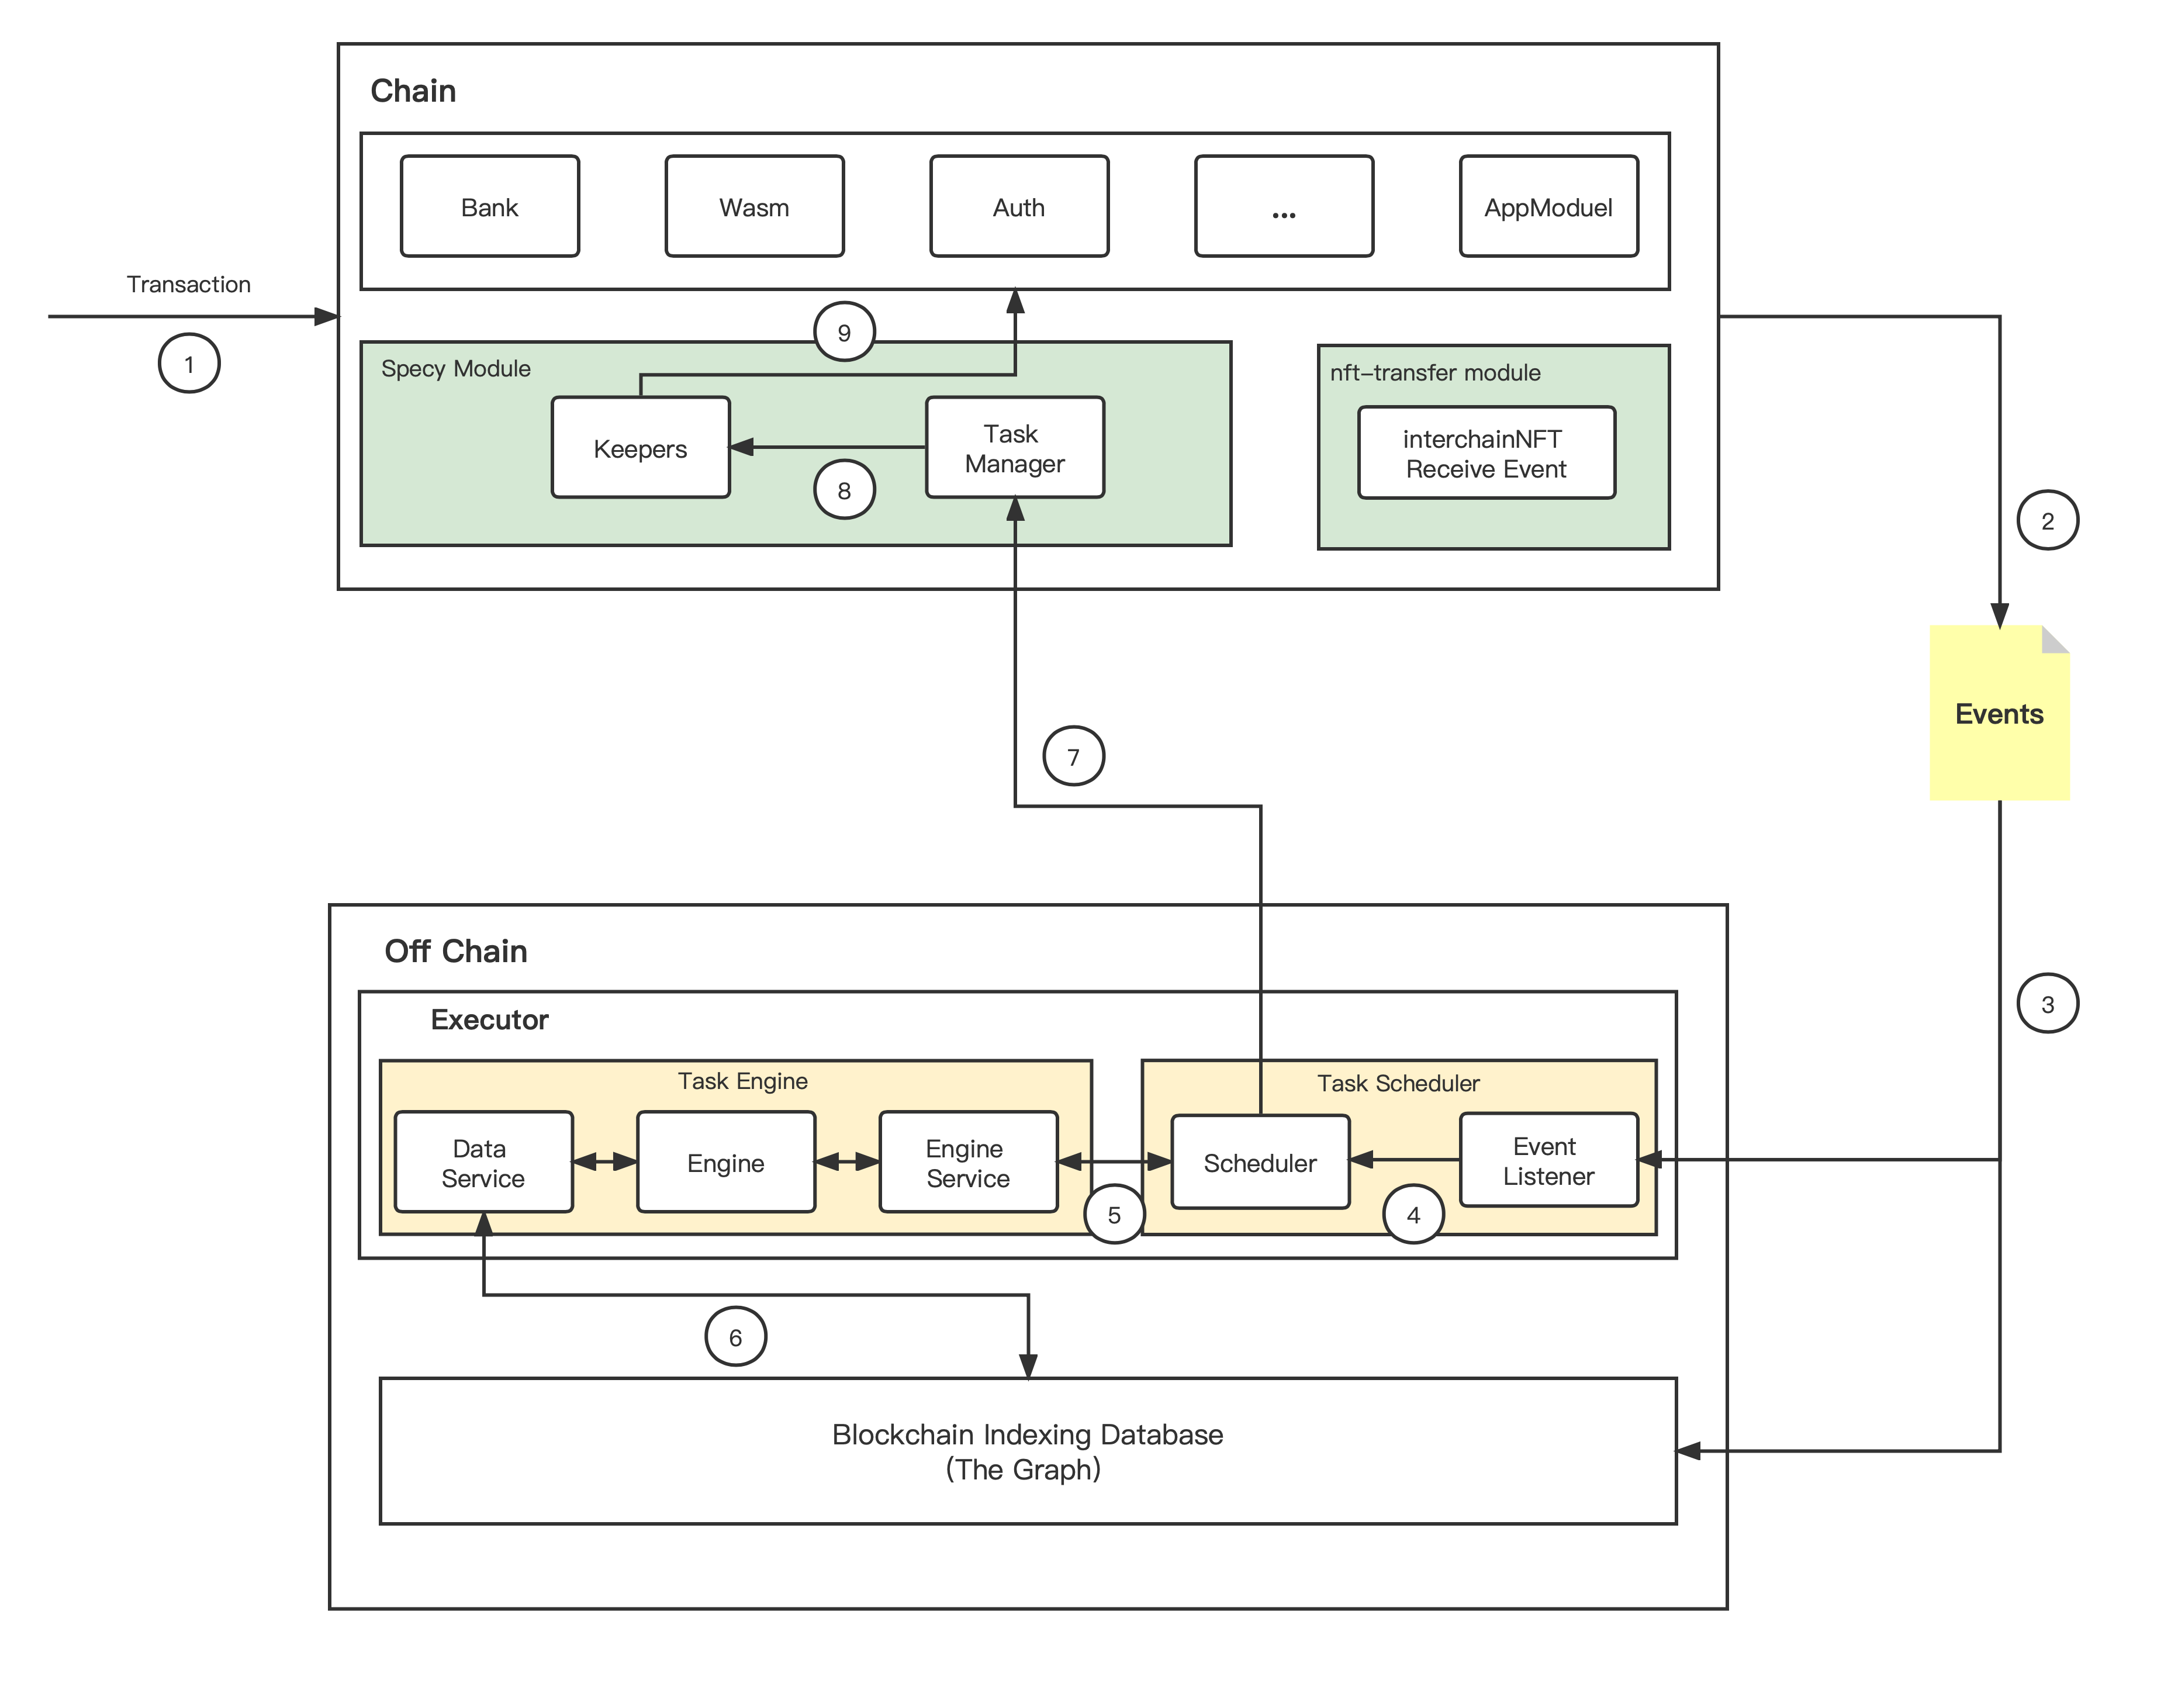 Chain
Bank
Wasm
Auth
...
AppModuel
Transaction
1
9
Specy Module
Keepers
Task
Manager
8
nft-transfer module
interchainNFT
Receive Event
2
Events
7
3
Off Chain
Executor
Task Engine
Data
Service
Engine
Engine
Service
5
Task Scheduler
Scheduler
4
Event
Listener
6
Blockchain Indexing Database
(The Graph)